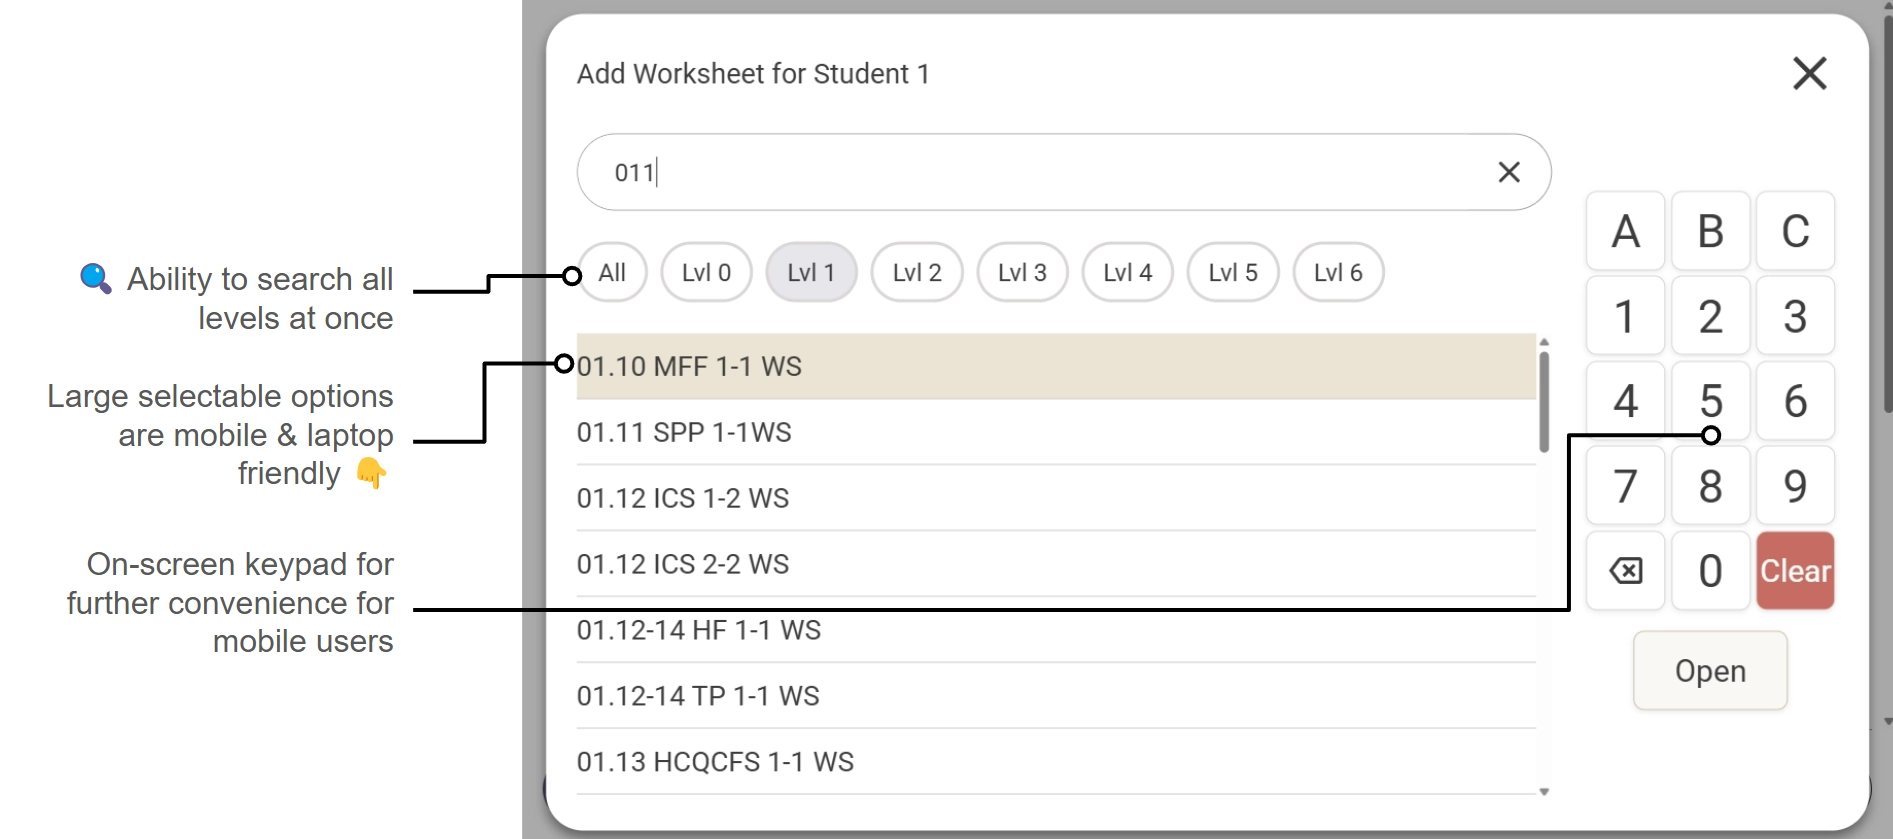 Add Worksheet for Student 1
011
🔍 Ability to search all
levels at once
All
Lvl 0
Lvl 1
Lvl 2
Lvl 3
Lvl 4
Lvl 5
Lvl 6
Large selectable options
are mobile & laptop
friendly 👇
On-screen keypad for
further convenience for
mobile users
01.10 MFF 1-1 WS
01.11 SPP 1-1WS
01.12 ICS 1-2 WS
01.12 ICS 2-2 WS
01.12-14 HF 1-1 WS
01.12-14 TP 1-1 WS
01.13 HCQCFS 1-1 WS
A B C
1 2 3
4 5 6
7 8 9
0 Clear
Open